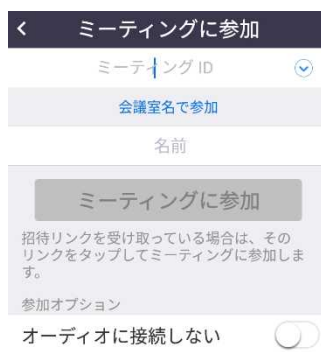 ミーティングに参加
ミーティング ID
会議室名で参加
名前
ミーティングに参加
招待リンクを受け取っている場合は、その
リンクをタップしてミーティングに参加しま
す。
参加オプション
オーディオに接続しない